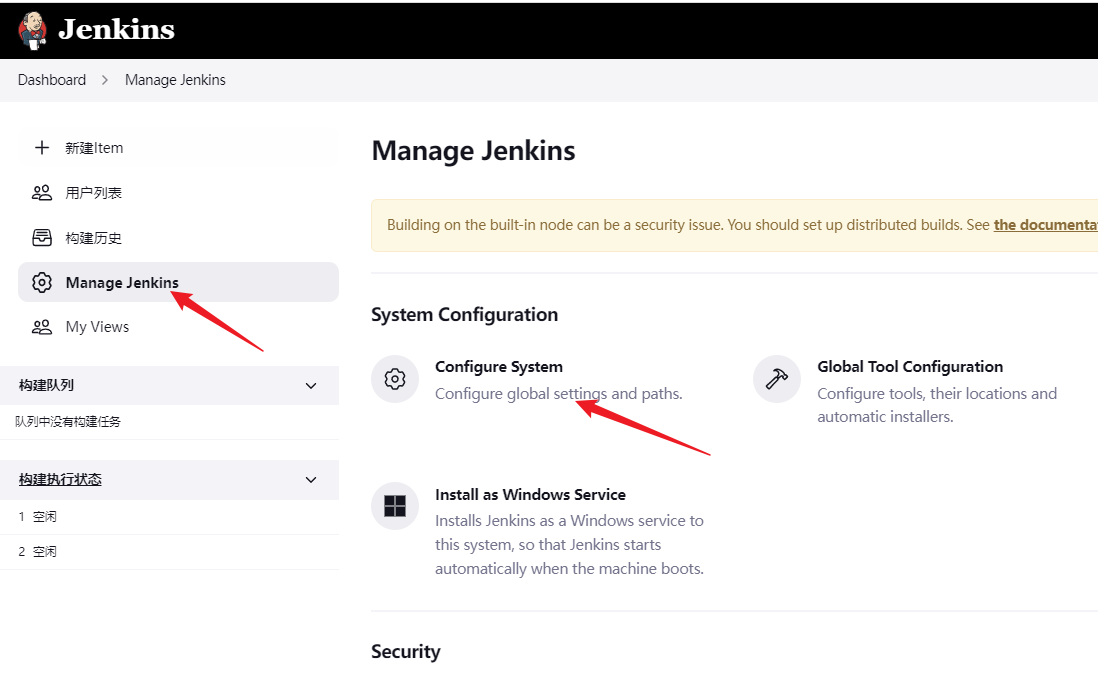 Jenkins
Dashboard
Manage Jenkins
新建Item
用户列表
构建历史
Manage Jenkins
My Views
构建队列
队列中没有构建任务
构建执行状态
1 空闲
2 空闲
Manage Jenkins
Building on the built-in node can be a security issue. You should set up distributed builds. See the
System Configuration
Configure System
Configure global settings and paths.
Global Tool Configuration
Configure tools, their locations and
automatic installers.
Install as Windows Service
Installs Jenkins as a Windows service to
this system, so that Jenkins starts
automatically when the machine boots.
Security